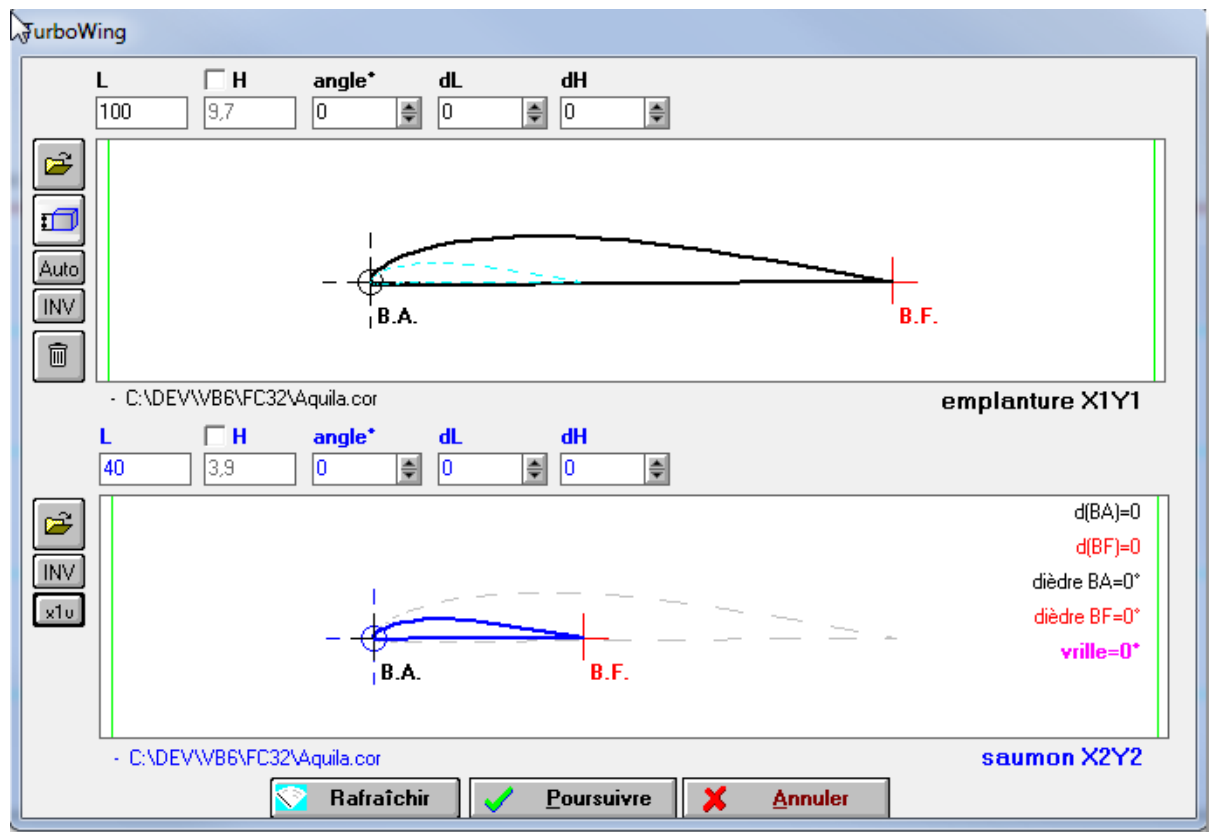 TurboWing
L H angle° dL dH
100 9,7 0 0 0
Auto
INV
B.A. B.F.
- C:\DEV\VB6\FC32\Aquila.cor emplanture X1Y1
L H angle° dL dH
40 3,9 0 0 0
d(BA)=0
d(BF)=0
INV
dièdre BA=0°
x1υ
dièdre BF=0°
vrille=0°
B.A. B.F.
- C:\DEV\VB6\FC32\Aquila.cor saumon X2Y2
Rafraîchir Poursuivre Annuler